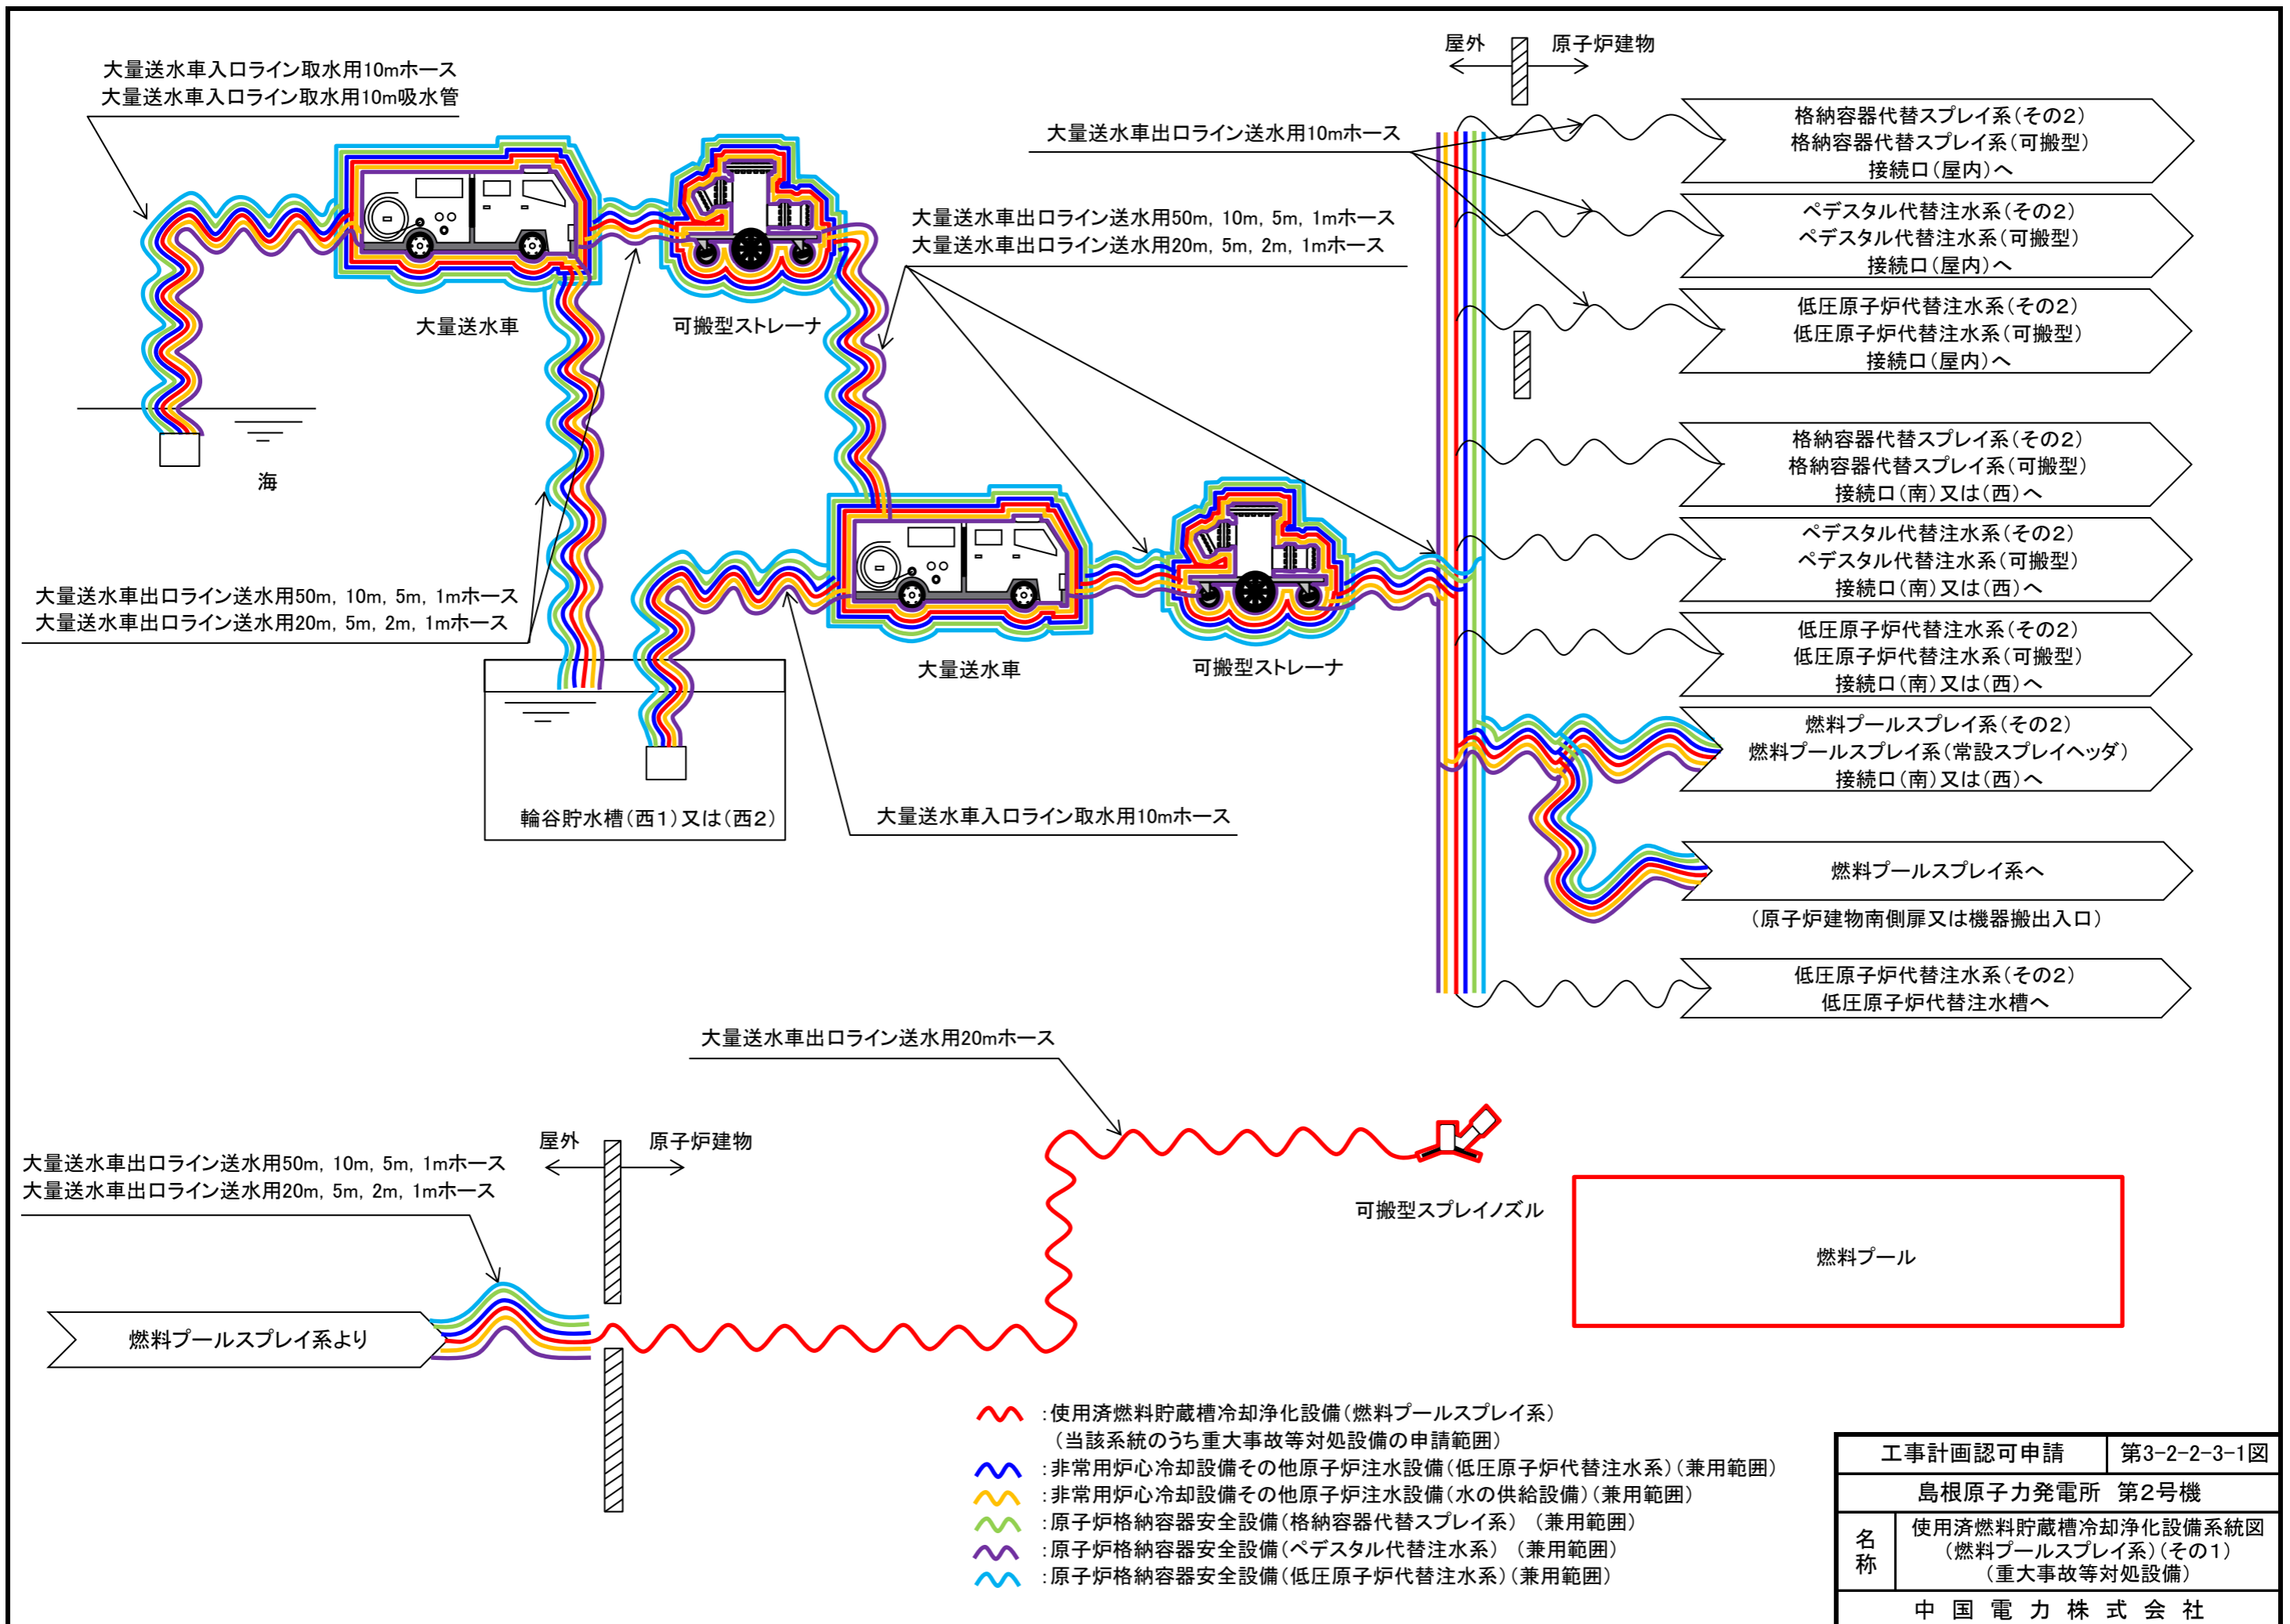 大量送水車入口ライン取水用10mホース
大量送水車入口ライン取水用10m吸水管
屋外
原子炉建物
大量送水車出口ライン送水用10mホース
大量送水車出口ライン送水用50m, 10m, 5m, 1mホース
大量送水車出口ライン送水用20m, 5m, 2m, 1mホース
格納容器代替スプレイ系(その2)
格納容器代替スプレイ系(可搬型)
接続口(屋内)へ
ペデスタル代替注水系(その2)
ペデスタル代替注水系(可搬型)
接続口(屋内)へ
低圧原子炉代替注水系(その2)
低圧原子炉代替注水系(可搬型)
接続口(屋内)へ
大量送水車
可搬型ストレーナ
海
格納容器代替スプレイ系(その2)
格納容器代替スプレイ系(可搬型)
接続口(南)又は(西)へ
ペデスタル代替注水系(その2)
ペデスタル代替注水系(可搬型)
接続口(南)又は(西)へ
大量送水車出口ライン送水用50m, 10m, 5m, 1mホース
大量送水車出口ライン送水用20m, 5m, 2m, 1mホース
大量送水車
可搬型ストレーナ
低圧原子炉代替注水系(その2)
低圧原子炉代替注水系(可搬型)
接続口(南)又は(西)へ
燃料プールスプレイ系(その2)
燃料プールスプレイ系(常設スプレイヘッダ)
接続口(南)又は(西)へ
輪谷貯水槽(西1)又は(西2)
大量送水車入口ライン取水用10mホース
燃料プールスプレイ系へ
(原子炉建物南側扉又は機器搬出入口)
低圧原子炉代替注水系(その2)
低圧原子炉代替注水槽へ
大量送水車出口ライン送水用20mホース
屋外
原子炉建物
大量送水車出口ライン送水用50m, 10m, 5m, 1mホース
大量送水車出口ライン送水用20m, 5m, 2m, 1mホース
可搬型スプレイノズル
燃料プール
燃料プールスプレイ系より
:使用済燃料貯蔵槽冷却浄化設備(燃料プールスプレイ系)
(当該系統のうち重大事故等対処設備の申請範囲)
:非常用炉心冷却設備その他原子炉注水設備(低圧原子炉代替注水系)(兼用範囲)
:非常用炉心冷却設備その他原子炉注水設備(水の供給設備)(兼用範囲)
:原子炉格納容器安全設備(格納容器代替スプレイ系) (兼用範囲)
:原子炉格納容器安全設備(ペデスタル代替注水系) (兼用範囲)
:原子炉格納容器安全設備(低圧原子炉代替注水系)(兼用範囲)
工事計画認可申請 第3-2-2-3-1図
島根原子力発電所 第2号機
名称
使用済燃料貯蔵槽冷却浄化設備系統図
(燃料プールスプレイ系)(その1)
(重大事故等対処設備)
中国電力株式会社